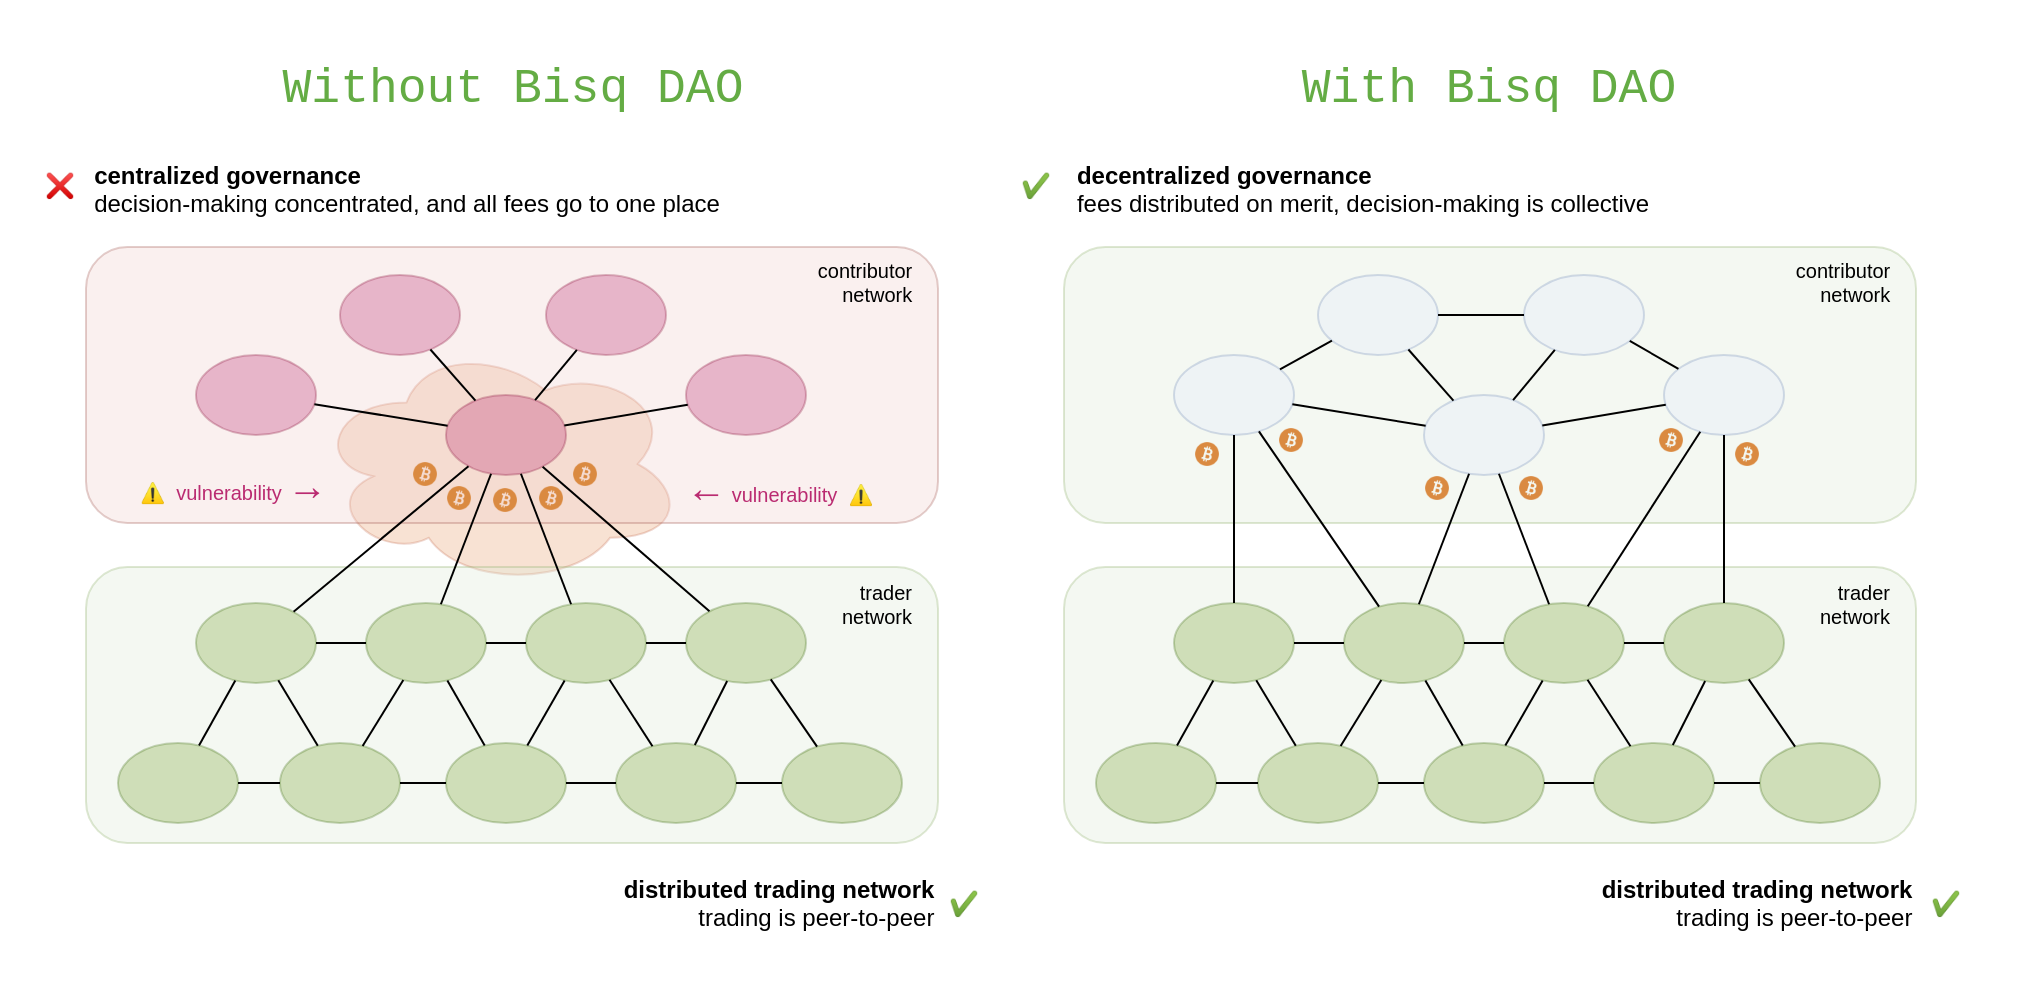 Without Bisq DAO
centralized governance
decision-making concentrated, and all fees go to one place
contributor
network
vulnerability
vulnerability
trader
network
distributed trading network
trading is peer-to-peer
With Bisq DAO
decentralized governance
fees distributed on merit, decision-making is collective
contributor
network
trader
network
distributed trading network
trading is peer-to-peer